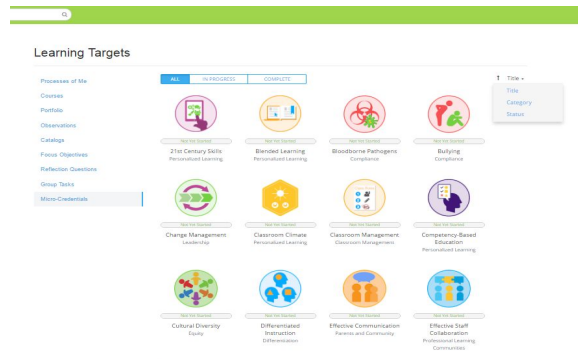 Learning Targets
Processes of Me
Courses
Portfolio
Observations
Catalogs
Focus Objectives
Reflection Questions
Group Tasks
Micro-Credentials
ALL IN PROGRESS COMPLETE
Title
Title
Category
Status
Not Yet Started Not Yet Started Not Yet Started Not Yet Started
21st Century Skills Blended Learning Bloodborne Pathogens Bullying
Personalized Learning Personalized Learning Compliance Compliance
Not Yet Started Not Yet Started Not Yet Started Not Yet Started
Change Management Classroom Climate Classroom Management Competency-Based
Leadership Personalized Learning Classroom Management Education
Personalized Learning
Not Yet Started Not Yet Started Not Yet Started Not Yet Started
Cultural Diversity Differentiated Effective Communication Effective Staff
Equity Instruction Parents and Community Collaboration
Differentiation Professional Learning
Communities